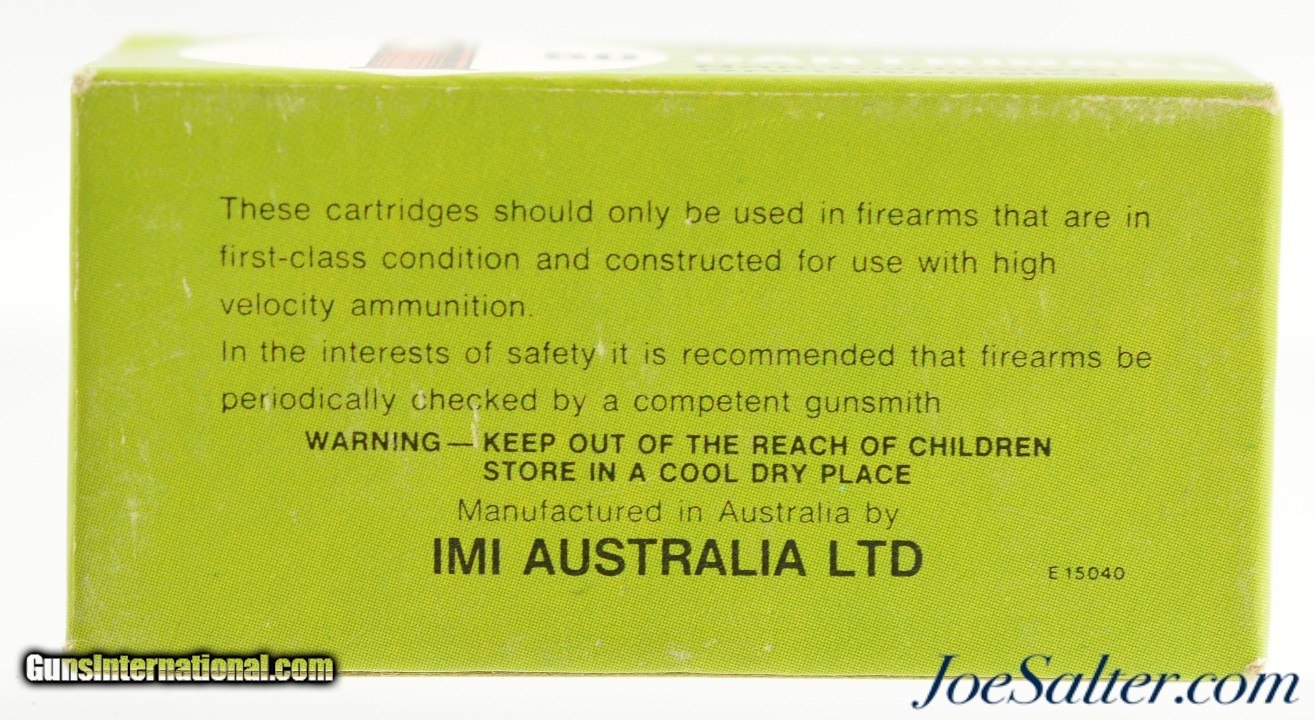 50
These cartridges should only be used in firearms that are in
first-class condition and constructed for use with high
velocity ammunition.
In the interests of safety it is recommended that firearms be
periodically checked by a competent gunsmith
WARNING — KEEP OUT OF THE REACH OF CHILDREN
STORE IN A COOL DRY PLACE
Manufactured in Australia by
IMI AUSTRALIA LTD
E 15040
GunsInternational.com
JoeSalter.com